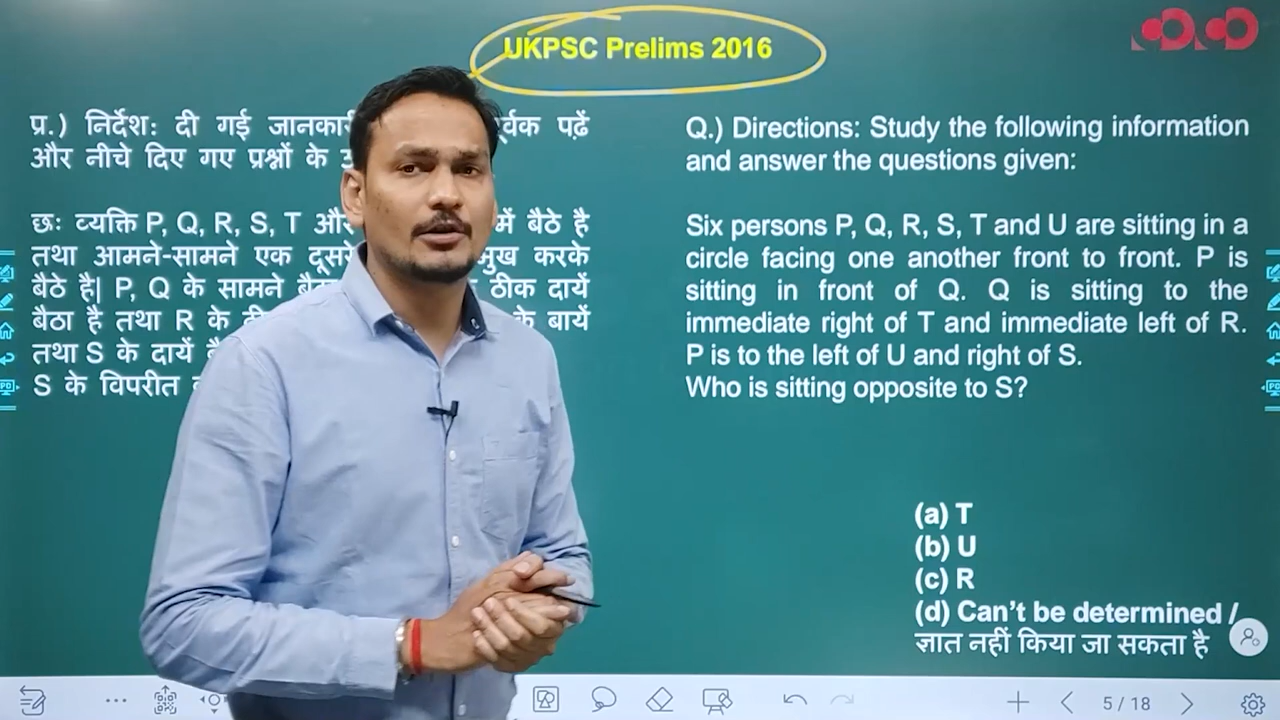 UKPSC Prelims 2016
प्र.) निर्देश: दी गई र्वक पढ़ें
और नीचे दिए गए प्रश्नों के
छः व्यक्ति P, Q, R, S, T और में बैठे है
तथा आमने-सामने एक दूसरे मुख करके
बैठे है| P, Q के सामने ठीक दायें
बैठा है तथा R के के बायें
तथा S के दायें
S के विपरीत
Q.) Directions: Study the following information
and answer the questions given:
Six persons P, Q, R, S, T and U are sitting in a
circle facing one another front to front. P is
sitting in front of Q. Q is sitting to the
immediate right of T and immediate left of R.
P is to the left of U and right of S.
Who is sitting opposite to S?
(a) T
(b) U
(c) R
(d) Can't be determined /
ज्ञात नहीं किया जा सकता है
5 / 18